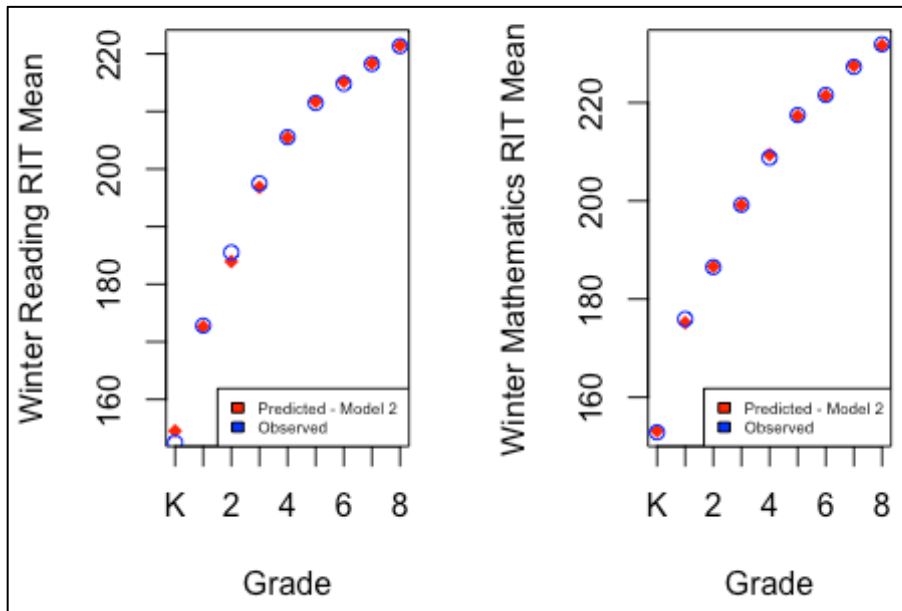 Winter Reading RIT Mean
220
200
180
160
Predicted - Model 2
Observed
K 2 4 6 8
Grade
Winter Mathematics RIT Mean
220
200
180
160
Predicted - Model 2
Observed
K 2 4 6 8
Grade